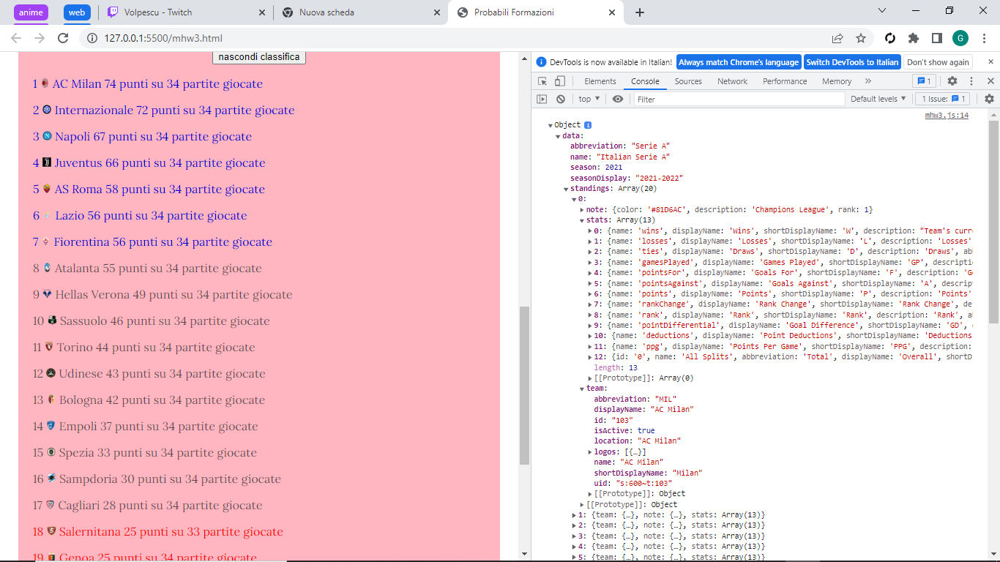 anime
web
Volpescu - Twitch
Nuova scheda
Probabili Formazioni
127.0.0.1:5500/mhw3.html
G
nascondi classifica
1 AC Milan 74 punti su 34 partite giocate
2 Internazionale 72 punti su 34 partite giocate
3 Napoli 67 punti su 34 partite giocate
4 Juventus 66 punti su 34 partite giocate
5 AS Roma 58 punti su 34 partite giocate
6 Lazio 56 punti su 34 partite giocate
7 Fiorentina 56 punti su 34 partite giocate
8 Atalanta 55 punti su 34 partite giocate
9 Hellas Verona 49 punti su 34 partite giocate
10 Sassuolo 46 punti su 34 partite giocate
11 Torino 44 punti su 34 partite giocate
12 Udinese 43 punti su 34 partite giocate
13 Bologna 42 punti su 34 partite giocate
14 Empoli 37 punti su 34 partite giocate
15 Spezia 33 punti su 34 partite giocate
16 Sampdoria 30 punti su 34 partite giocate
17 Cagliari 28 punti su 34 partite giocate
18 Salernitana 25 punti su 33 partite giocate
19 Genoa 25 punti su 34 partite giocate
DevTools is now available in Italian!
Always match Chrome's language
Switch DevTools to Italian
Don't show again
Elements
Console
Sources
Network
Performance
Memory
»
1
top
Filter
Default levels
1 Issue: 1
mhw3.js:14
Object
data:
abbreviation: "Serie A"
name: "Italian Serie A"
season: 2021
seasonDisplay: "2021-2022"
standings: Array(20)
0:
note: {color: '#81D6AC', description: 'Champions League', rank: 1}
stats: Array(13)
0: {name: 'wins', displayName: 'Wins', shortDisplayName: 'W', description: "Team's curr
1: {name: 'losses', displayName: 'Losses', shortDisplayName: 'L', description: 'Losses'
2: {name: 'ties', displayName: 'Draws', shortDisplayName: 'D', description: 'Draws', ab
3: {name: 'gamesPlayed', displayName: 'Games Played', shortDisplayName: 'GP', descripti
4: {name: 'pointsFor', displayName: 'Goals For', shortDisplayName: 'F', description: 'G
5: {name: 'pointsAgainst', displayName: 'Goals Against', shortDisplayName: 'A', descrip
6: {name: 'points', displayName: 'Points', shortDisplayName: 'P', description: 'Points'
7: {name: 'rankChange', displayName: 'Rank Change', shortDisplayName: 'Rank Change', de
8: {name: 'rank', displayName: 'Rank', shortDisplayName: 'Rank', description: 'Rank', a
9: {name: 'pointDifferential', displayName: 'Goal Difference', shortDisplayName: 'GD',
10: {name: 'deductions', displayName: 'Point Deductions', shortDisplayName: 'Deductions
11: {name: 'ppg', displayName: 'Points Per Game', shortDisplayName: 'PPG', description:
12: {id: '0', name: 'All Splits', abbreviation: 'Total', displayName: 'Overall', shortD
length: 13
[[Prototype]]: Array(0)
team:
abbreviation: "MIL"
displayName: "AC Milan"
id: "103"
isActive: true
location: "AC Milan"
logos: [{…}]
name: "AC Milan"
shortDisplayName: "Milan"
uid: "s:600~t:103"
[[Prototype]]: Object
[[Prototype]]: Object
1: {team: {…}, note: {…}, stats: Array(13)}
2: {team: {…}, note: {…}, stats: Array(13)}
3: {team: {…}, note: {…}, stats: Array(13)}
4: {team: {…}, note: {…}, stats: Array(13)}
5: {team: {…}, note: {…}, stats: Array(13)}